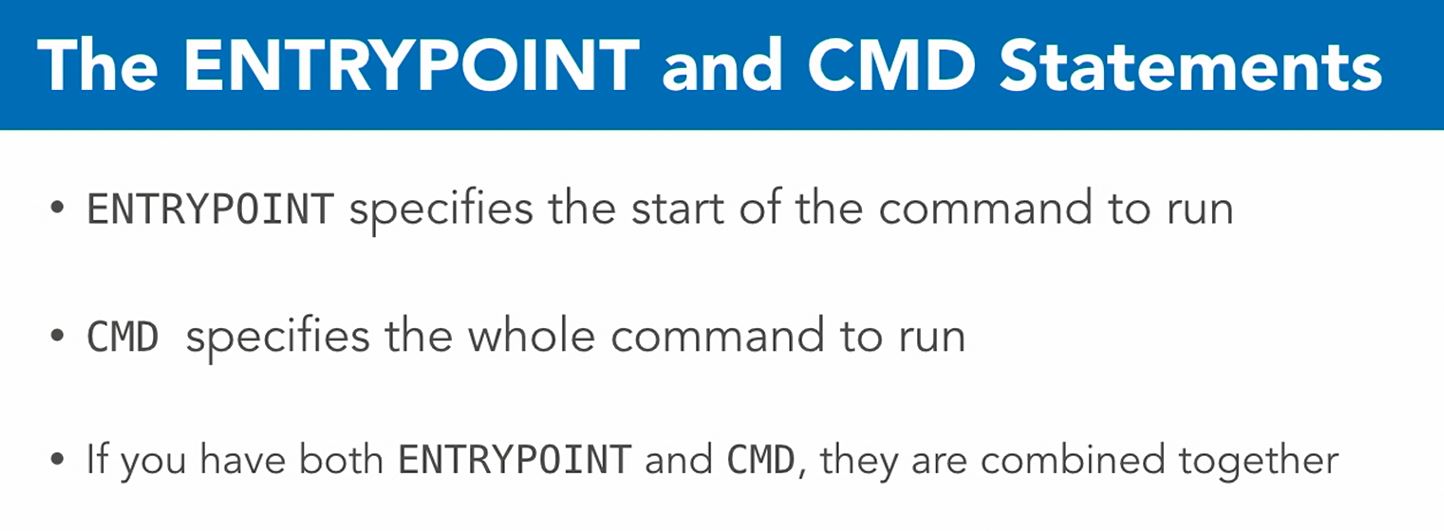 The ENTRYPOINT and CMD Statements
• ENTRYPOINT specifies the start of the command to run
• CMD specifies the whole command to run
• If you have both ENTRYPOINT and CMD, they are combined together